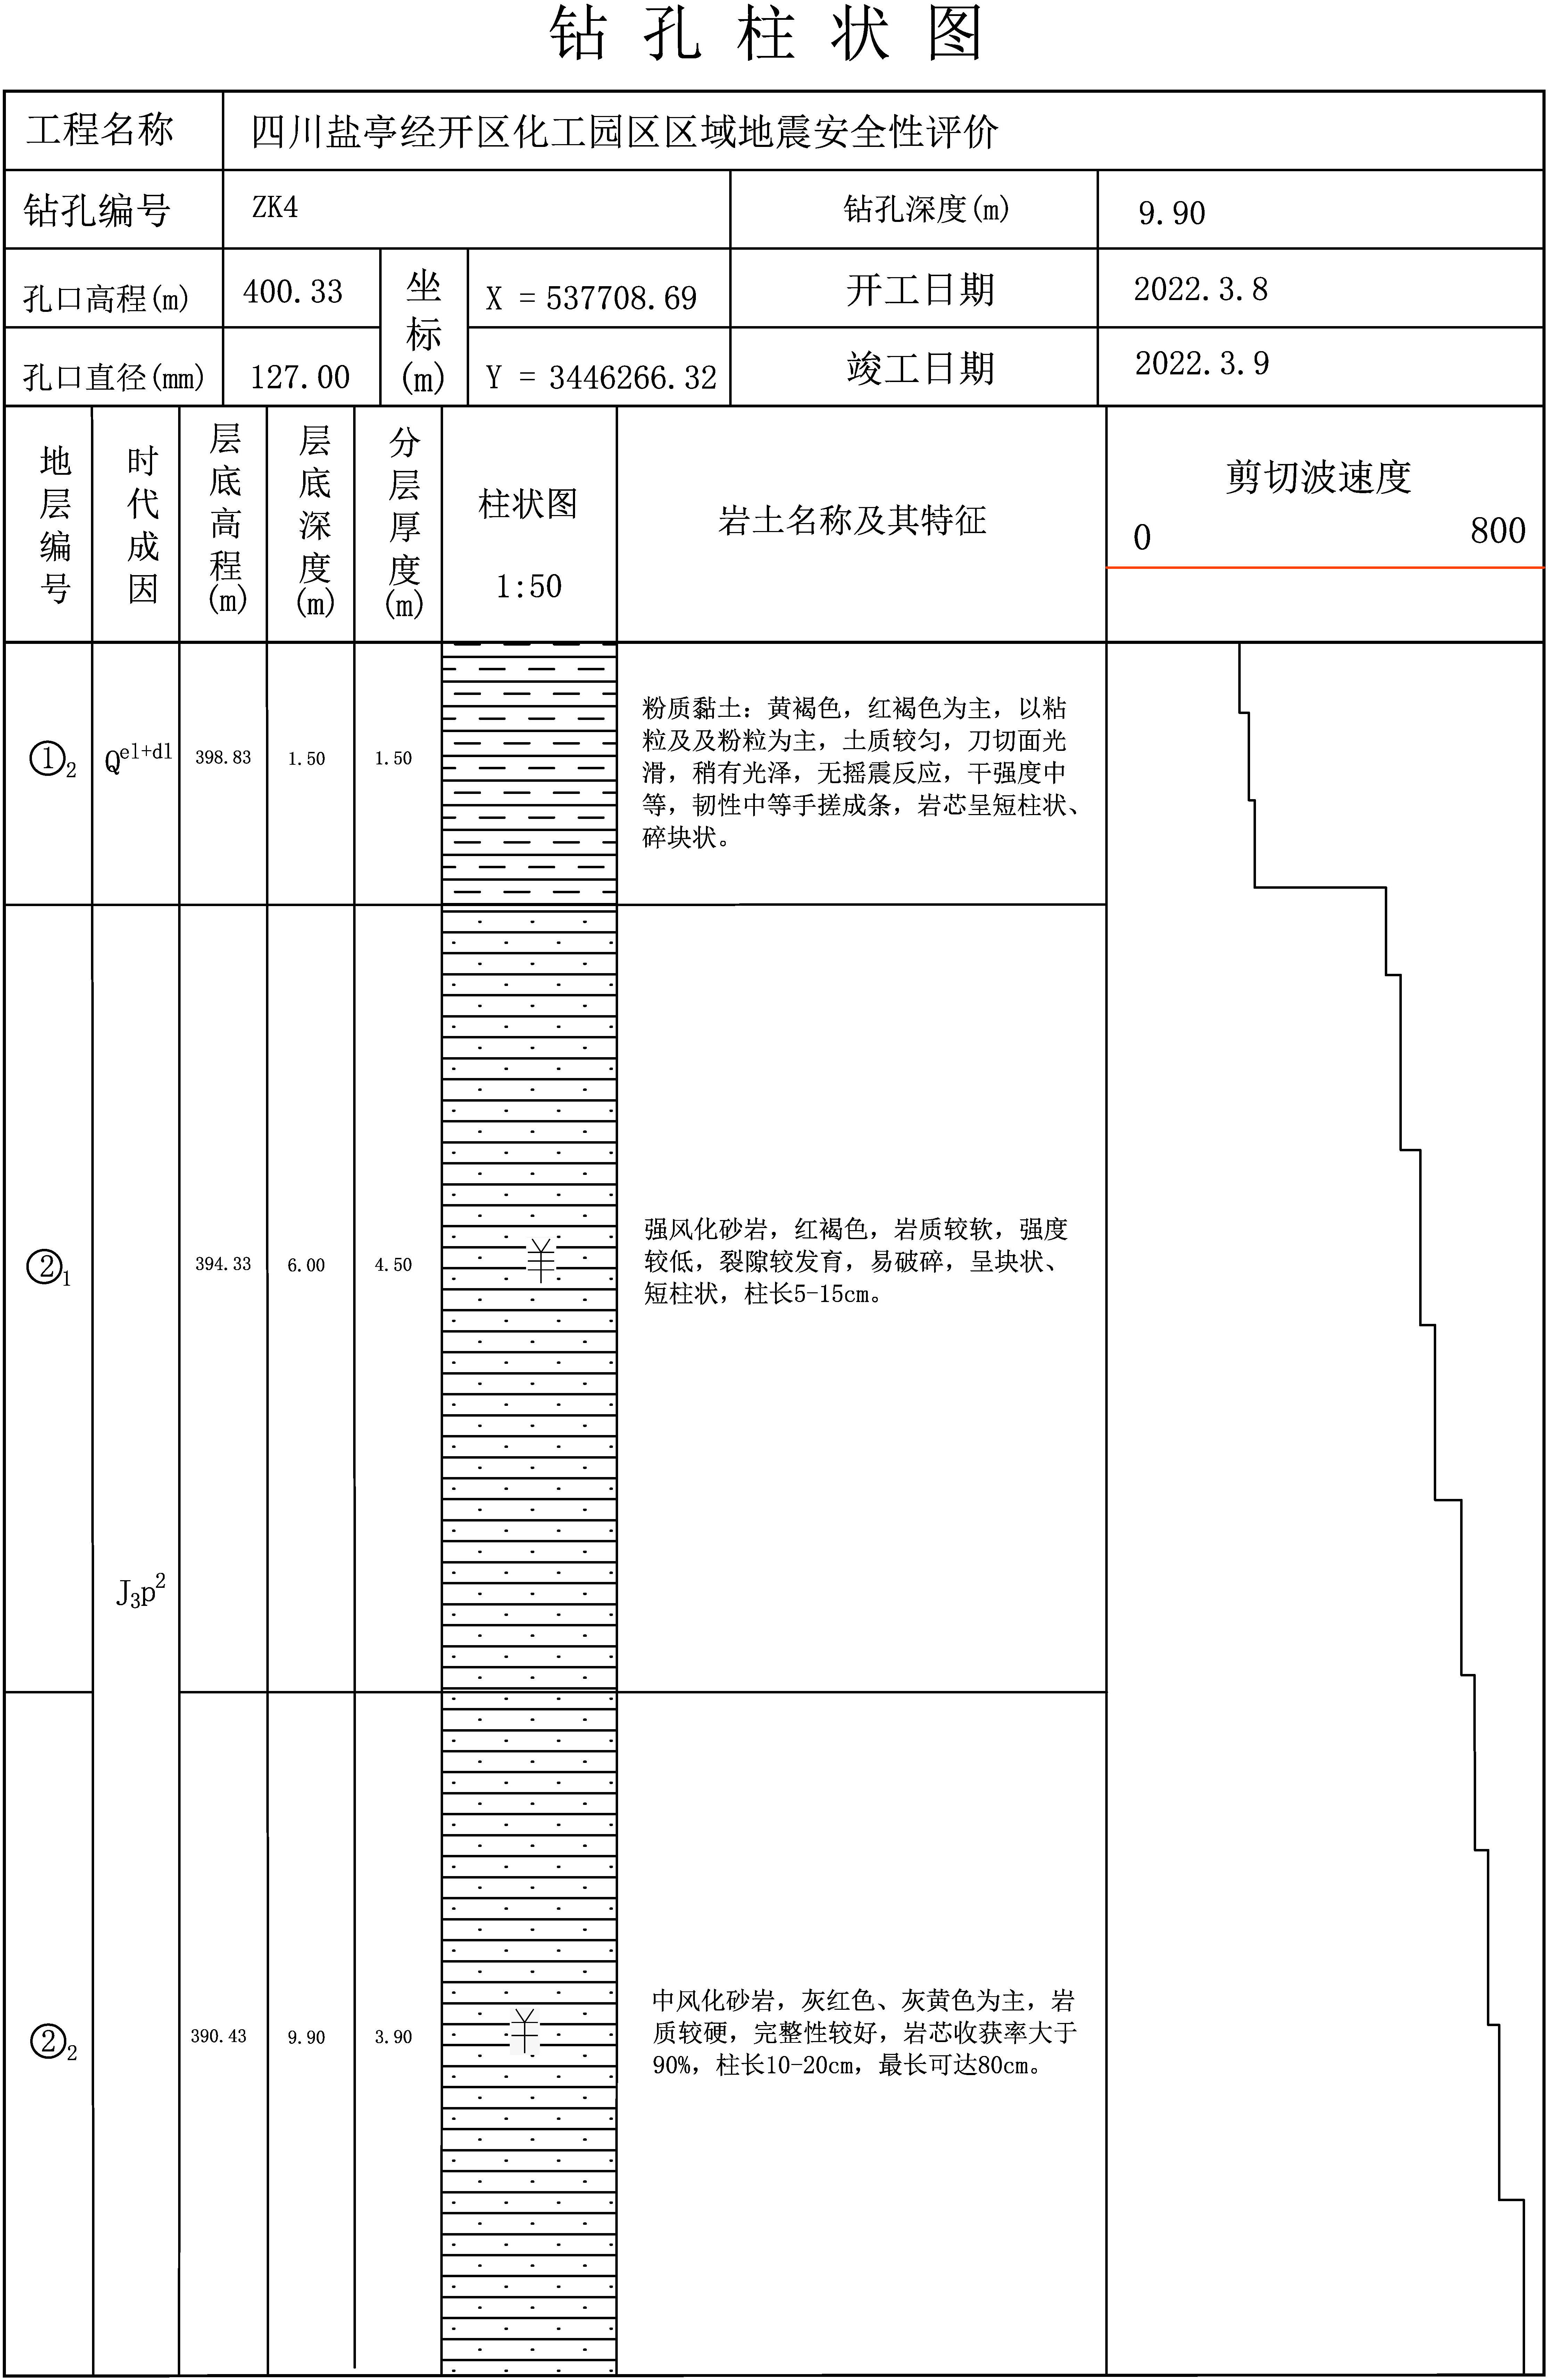 钻孔柱状图
工程名称 四川盐亭经开区化工园区区域地震安全性评价
钻孔编号 ZK4 钻孔深度(m) 9.90
孔口高程(m) 400.33 坐标(m) X = 537708.69 开工日期 2022.3.8
孔口直径(mm) 127.00 Y = 3446266.32 竣工日期 2022.3.9
地层编号 时代成因 层底高程(m) 层底深度(m) 分层厚度(m) 柱状图 1:50 岩土名称及其特征 剪切波速度
0 800
①2 Qel+dl 398.83 1.50 1.50
粉质黏土：黄褐色，红褐色为主，以粘
粒及及粉粒为主，土质较匀，刀切面光
滑，稍有光泽，无摇震反应，干强度中
等，韧性中等手搓成条，岩芯呈短柱状、
碎块状。
②1 394.33 6.00 4.50
强风化砂岩，红褐色，岩质较软，强度
较低，裂隙较发育，易破碎，呈块状、
短柱状，柱长5-15cm。
J3p2
②2 390.43 9.90 3.90
中风化砂岩，灰红色、灰黄色为主，岩
质较硬，完整性较好，岩芯收获率大于
90%，柱长10-20cm，最长可达80cm。